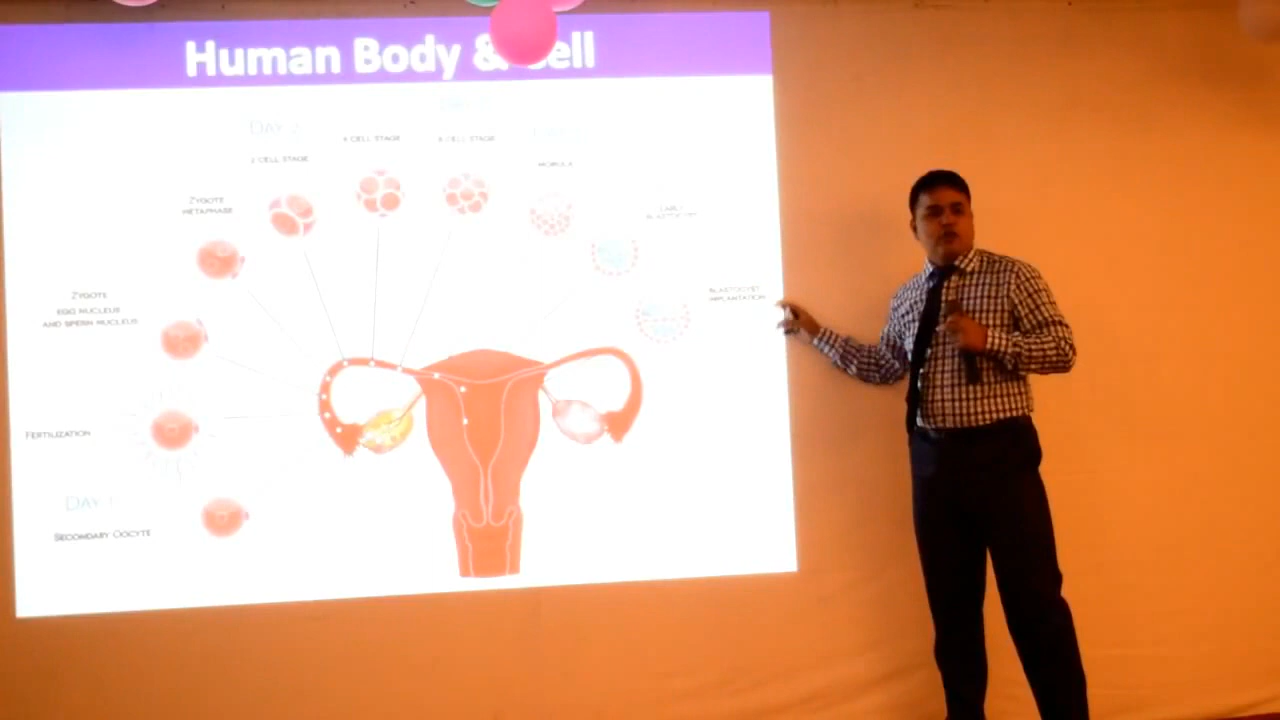 Human Body & Cell
DAY 2
4 CELL STAGE
8 CELL STAGE
2 CELL STAGE
MORULA
ZYGOTE
METAPHASE
EARLY
BLASTOCYST
BLASTOCYST
IMPLANTATION
ZYGOTE
EGG NUCLEUS
AND SPERM NUCLEUS
FERTILIZATION
DAY 1
SECONDARY OOCYTE